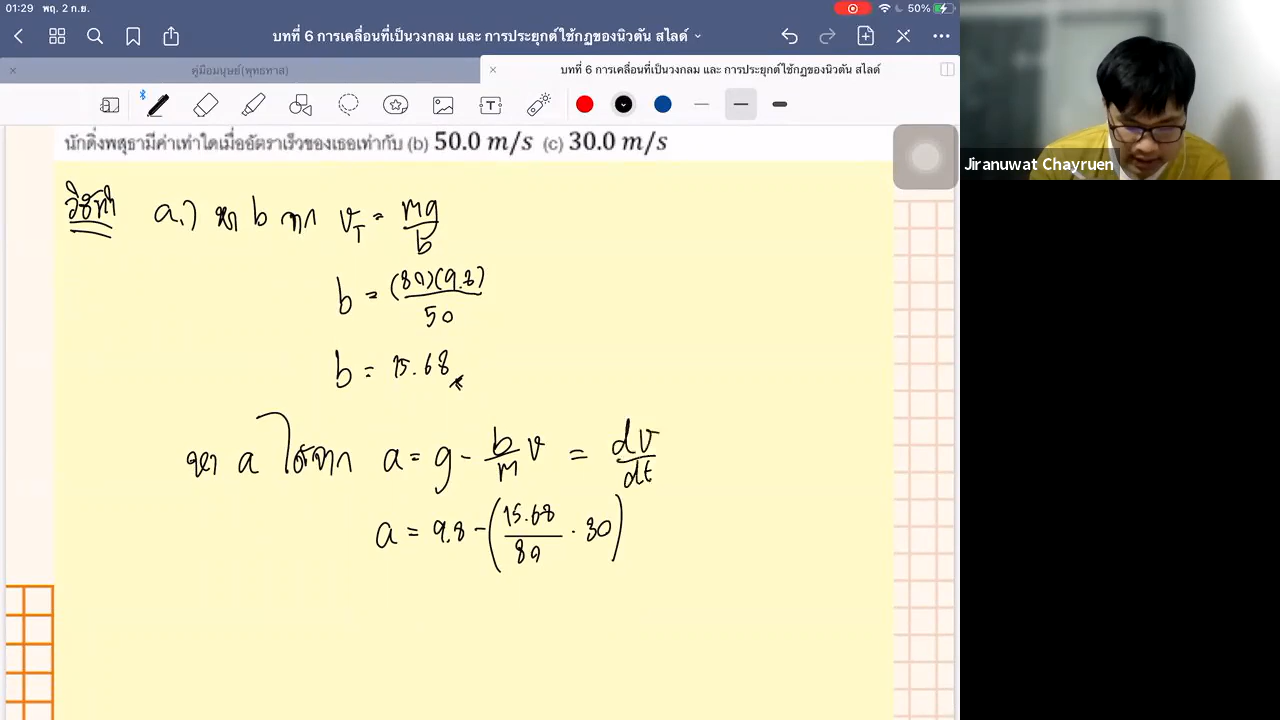 01:29 พฤ. 2 ก.ย. 50%
บทที่ 6 การเคลื่อนที่เป็นวงกลม และ การประยุกต์ใช้กฎของนิวตัน สไลด์
คู่มือมนุษย์(พุทธทาส) บทที่ 6 การเคลื่อนที่เป็นวงกลม และ การประยุกต์ใช้กฎของนิวตัน สไลด์
นักดิ่งพสุธามีค่าเท่าใดเมื่ออัตราเร็วของเธอเท่ากับ (b) 50.0 m/s (c) 30.0 m/s
Jiranuwat Chayruen
วิธีทำ a.) หา b จาก v_T = mg/b
b = (80)(9.8)/50
b = 15.68
หา a ได้จาก a = g - b/m v = dv/dt
a = 9.8 - (15.68/80 · 30)